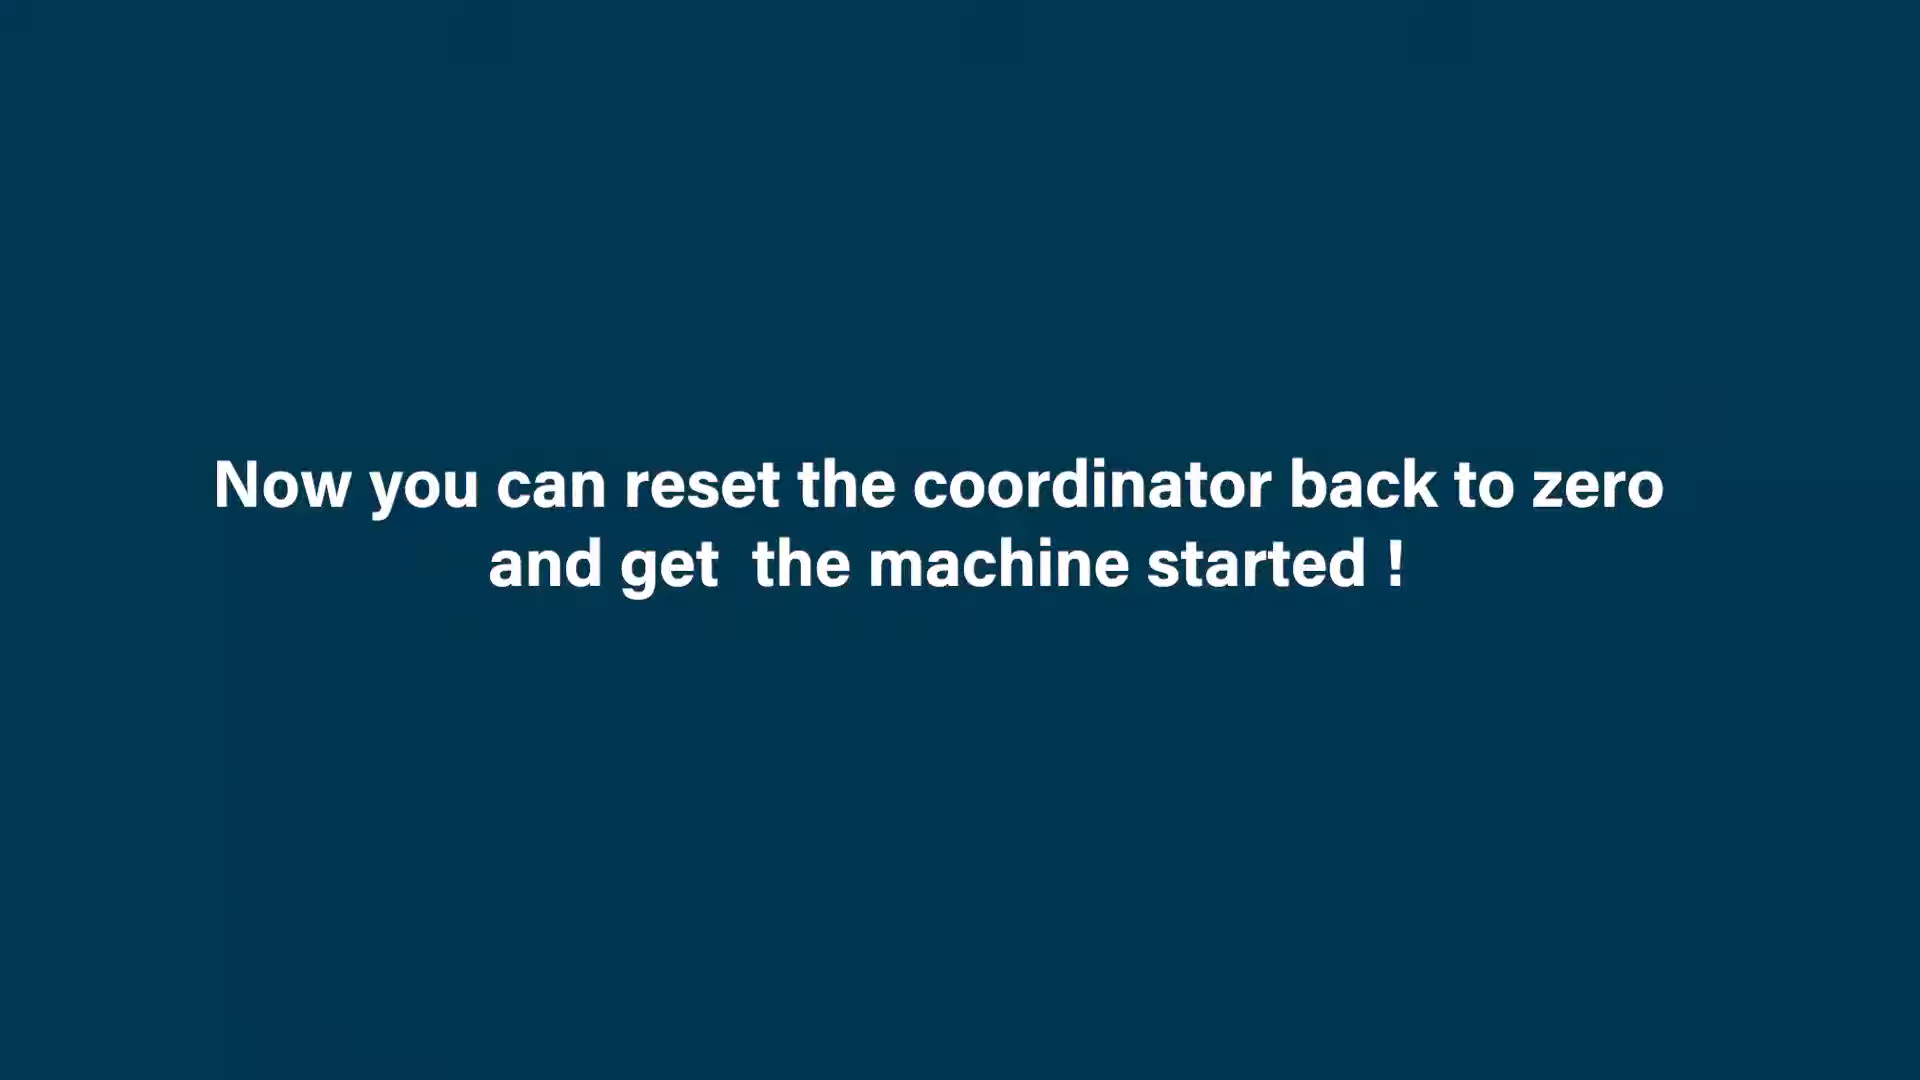 Now you can reset the coordinator back to zero
and get  the machine started !